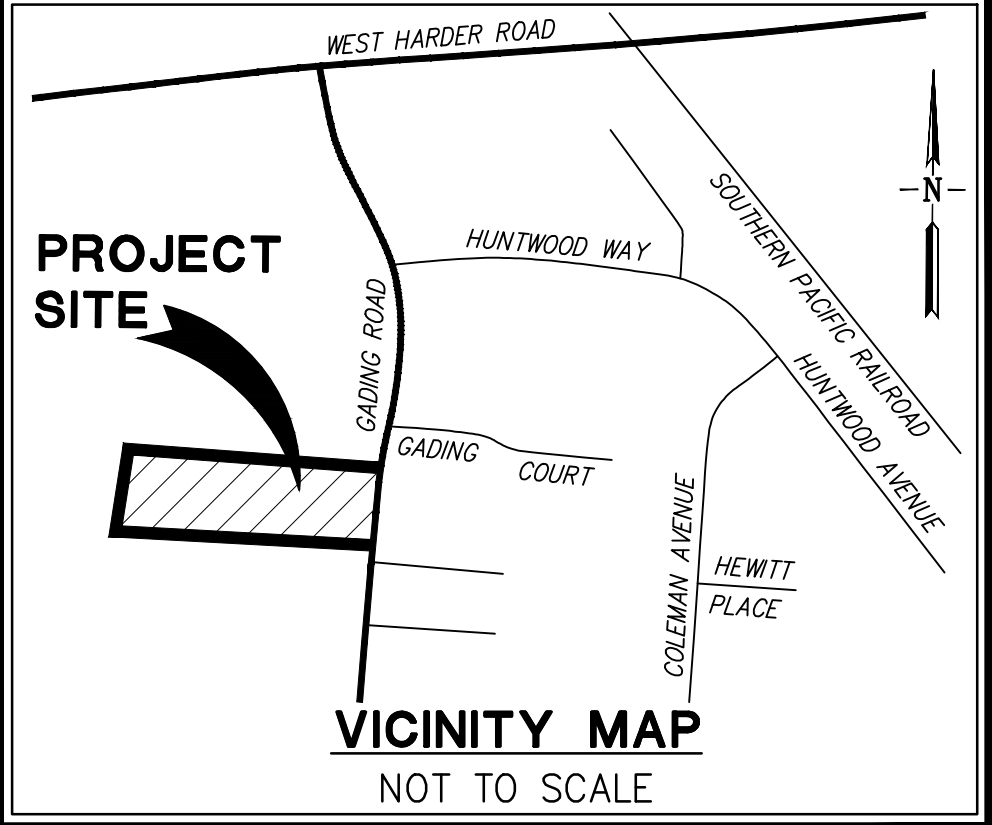 WEST HARDER ROAD
N
SOUTHERN PACIFIC RAILROAD
PROJECT
SITE
HUNTWOOD WAY
GADING ROAD
HUNTWOOD AVENUE
GADING
COURT
COLEMAN AVENUE
HEWITT
PLACE
VICINITY MAP
NOT TO SCALE